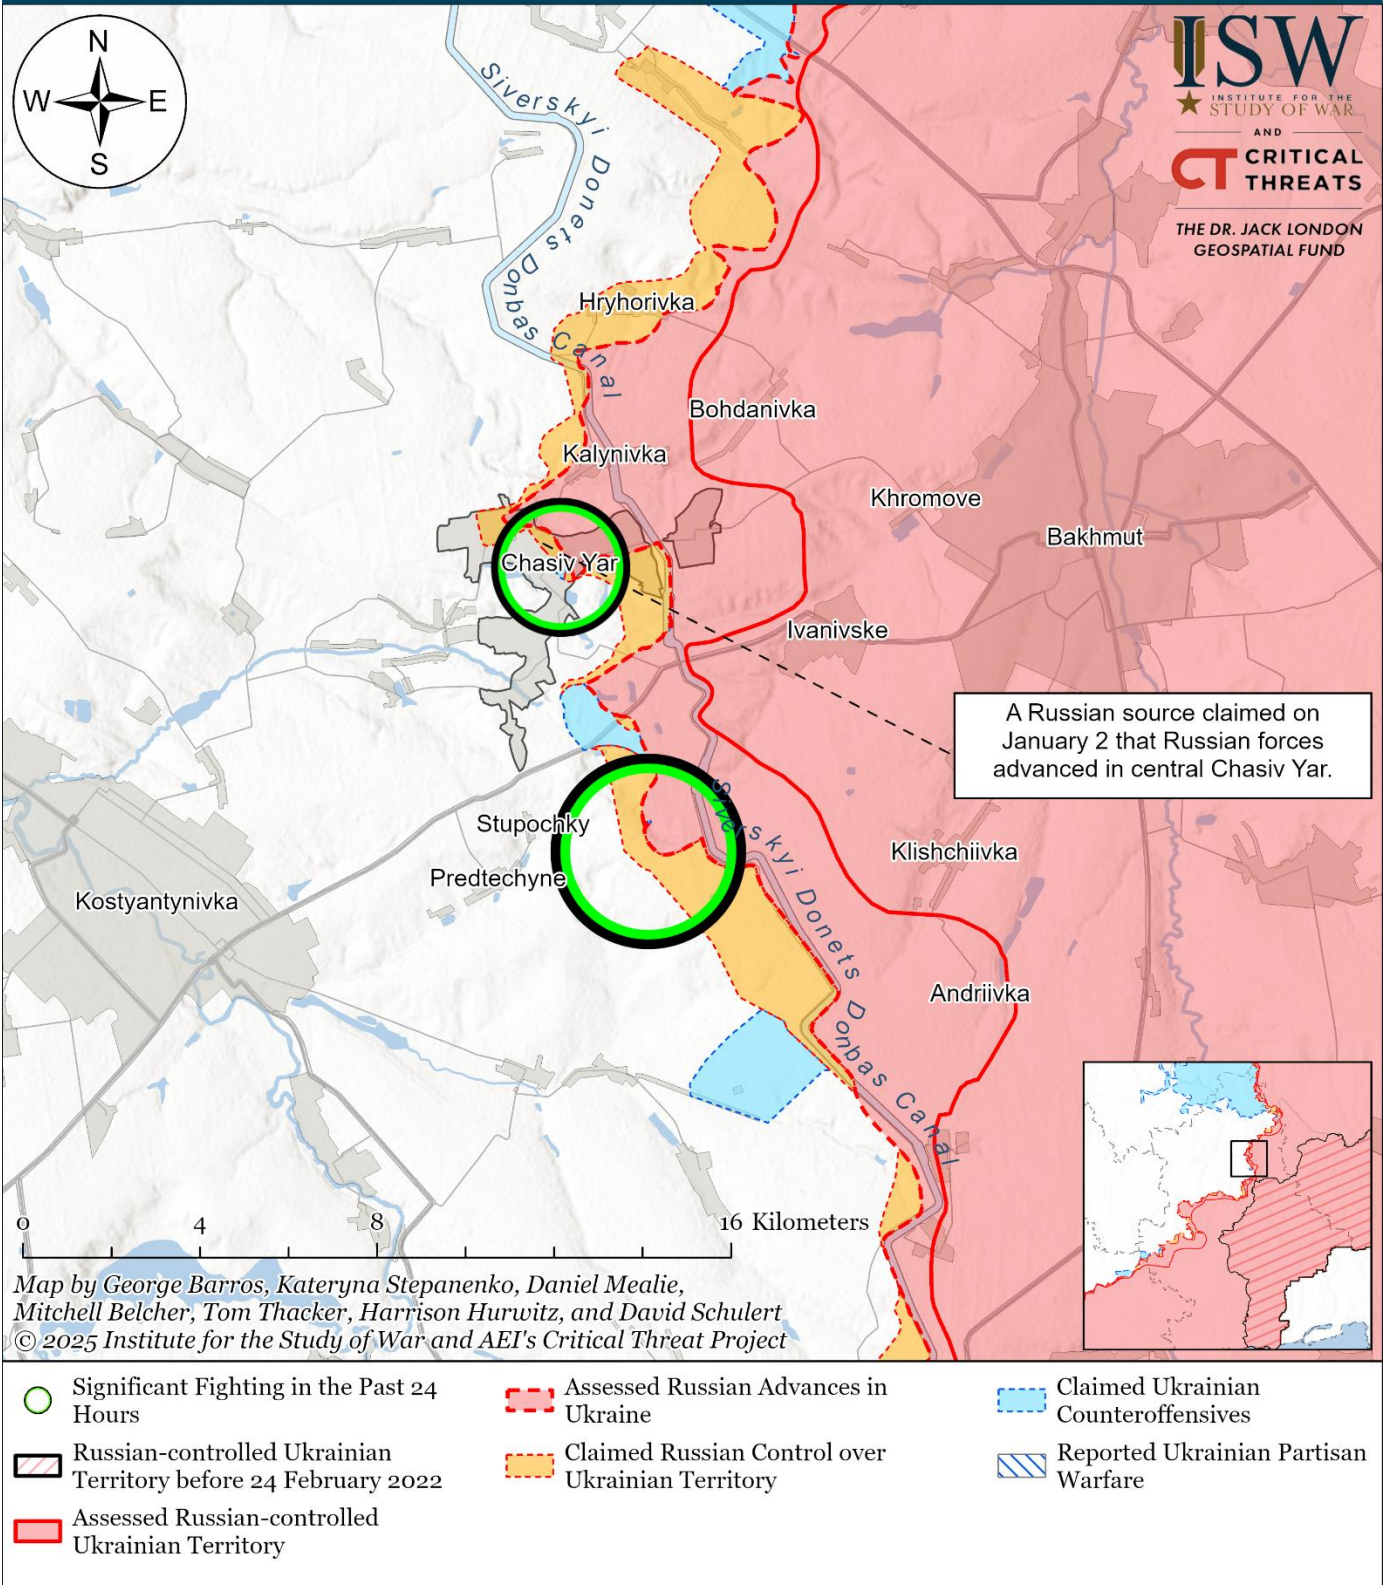 N
W E
S
ISW
INSTITUTE FOR THE
STUDY OF WAR
AND
CT CRITICAL
THREATS
THE DR. JACK LONDON
GEOSPATIAL FUND
Siverskyi Donets Donbas Canal
Hryhorivka
Bohdanivka
Kalynivka
Khromove
Bakhmut
Chasiv Yar
Ivanivske
A Russian source claimed on
January 2 that Russian forces
advanced in central Chasiv Yar.
Stupochky
Siverskyi Donets Donbas Canal
Klishchiivka
Predtechyne
Kostyantynivka
Andriivka
0 4 8 16 Kilometers
Map by George Barros, Kateryna Stepanenko, Daniel Mealie,
Mitchell Belcher, Tom Thacker, Harrison Hurwitz, and David Schulert
© 2025 Institute for the Study of War and AEI's Critical Threat Project
Significant Fighting in the Past 24
Hours
Russian-controlled Ukrainian
Territory before 24 February 2022
Assessed Russian-controlled
Ukrainian Territory
Assessed Russian Advances in
Ukraine
Claimed Russian Control over
Ukrainian Territory
Claimed Ukrainian
Counteroffensives
Reported Ukrainian Partisan
Warfare